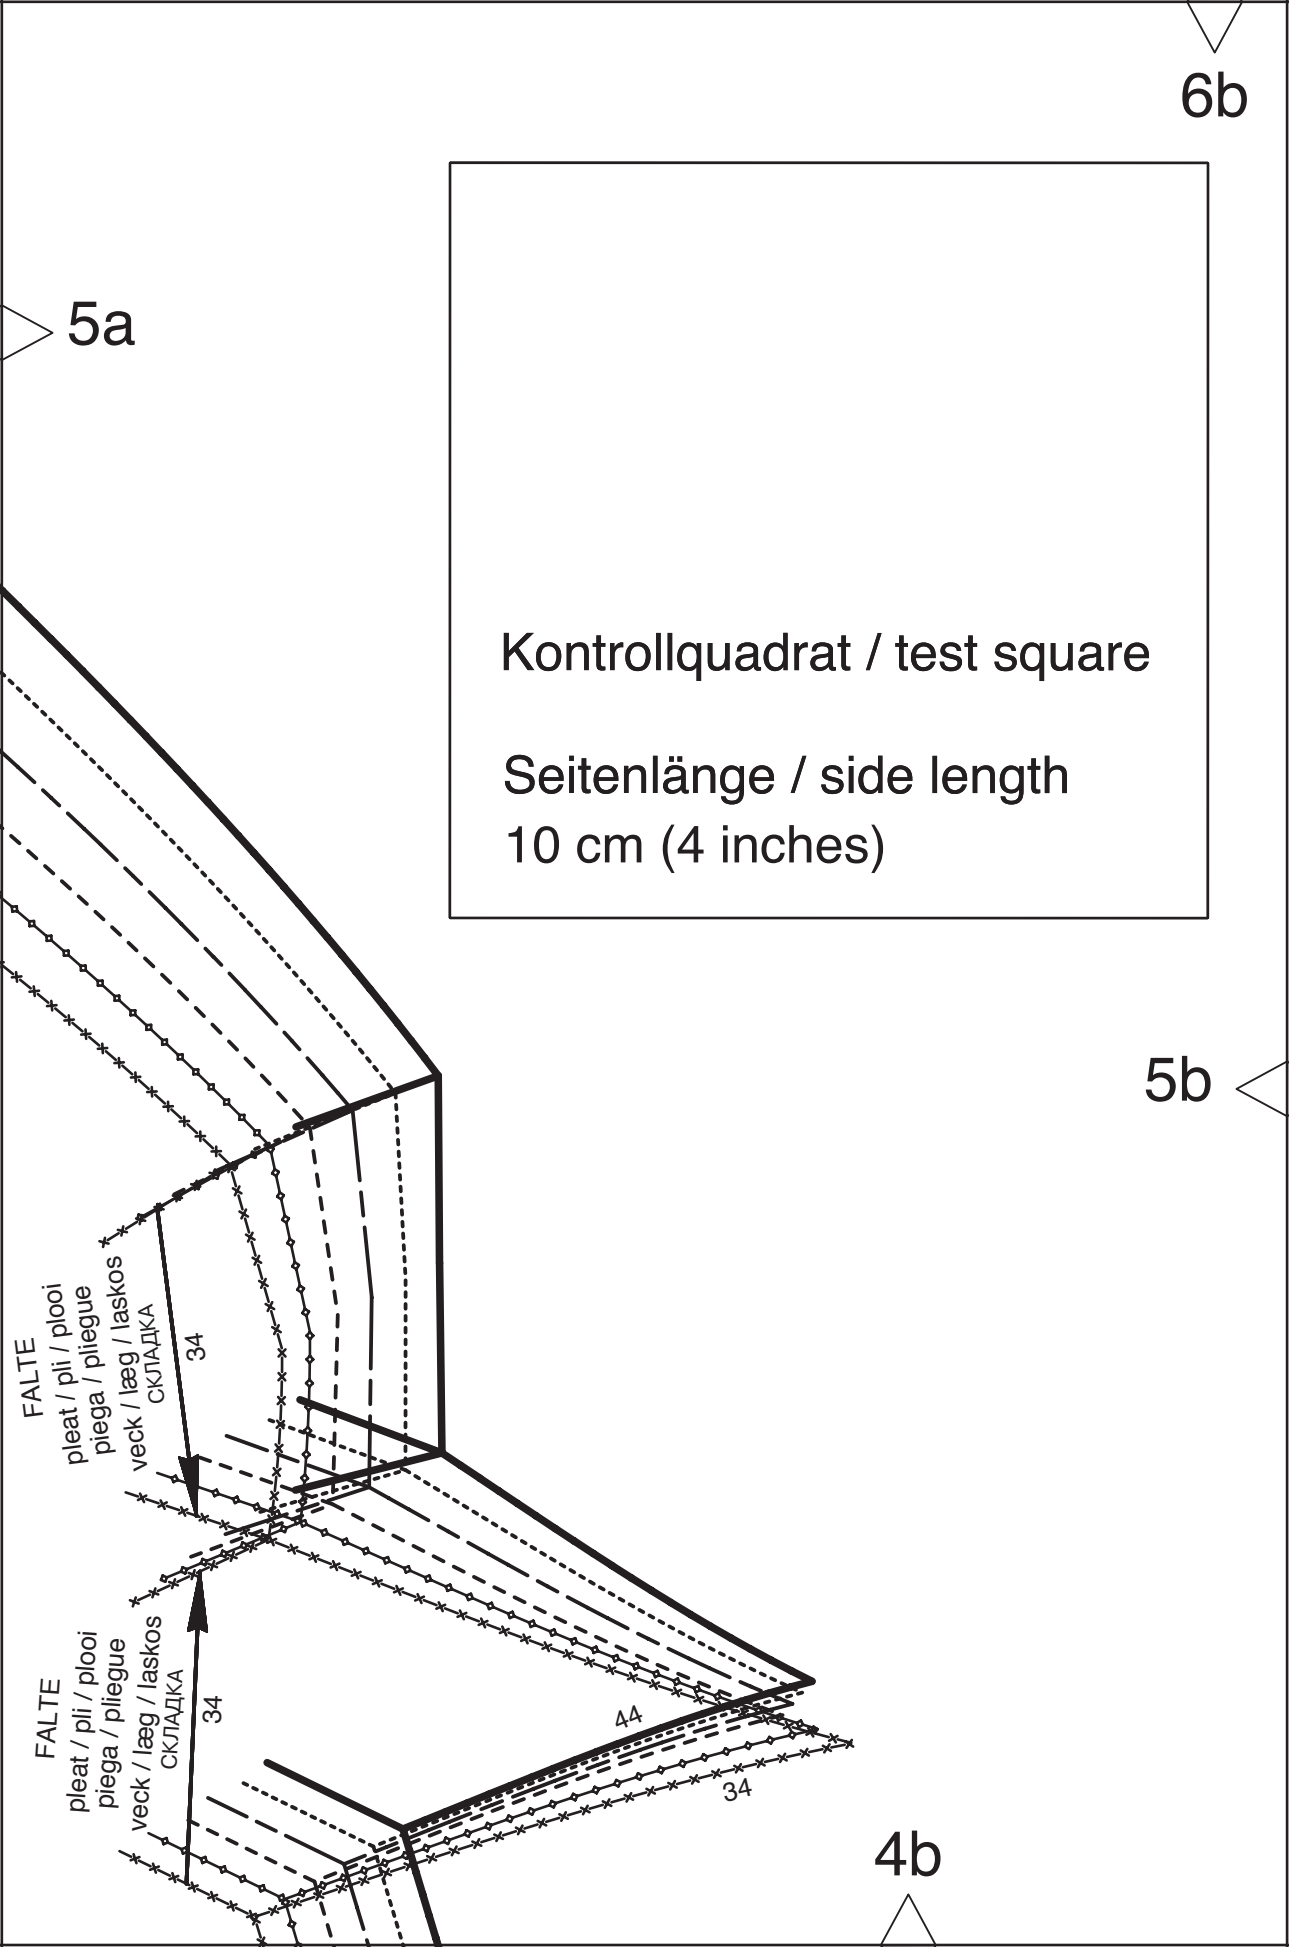 6b
5a
Kontrollquadrat / test square
Seitenlänge / side length
10 cm (4 inches)
5b
FALTE
pleat / pli / plooi
piega / pliegue
veck / læg / laskos
СКЛАДКА
34
FALTE
pleat / pli / plooi
piega / pliegue
veck / læg / laskos
СКЛАДКА
34
44
34
4b